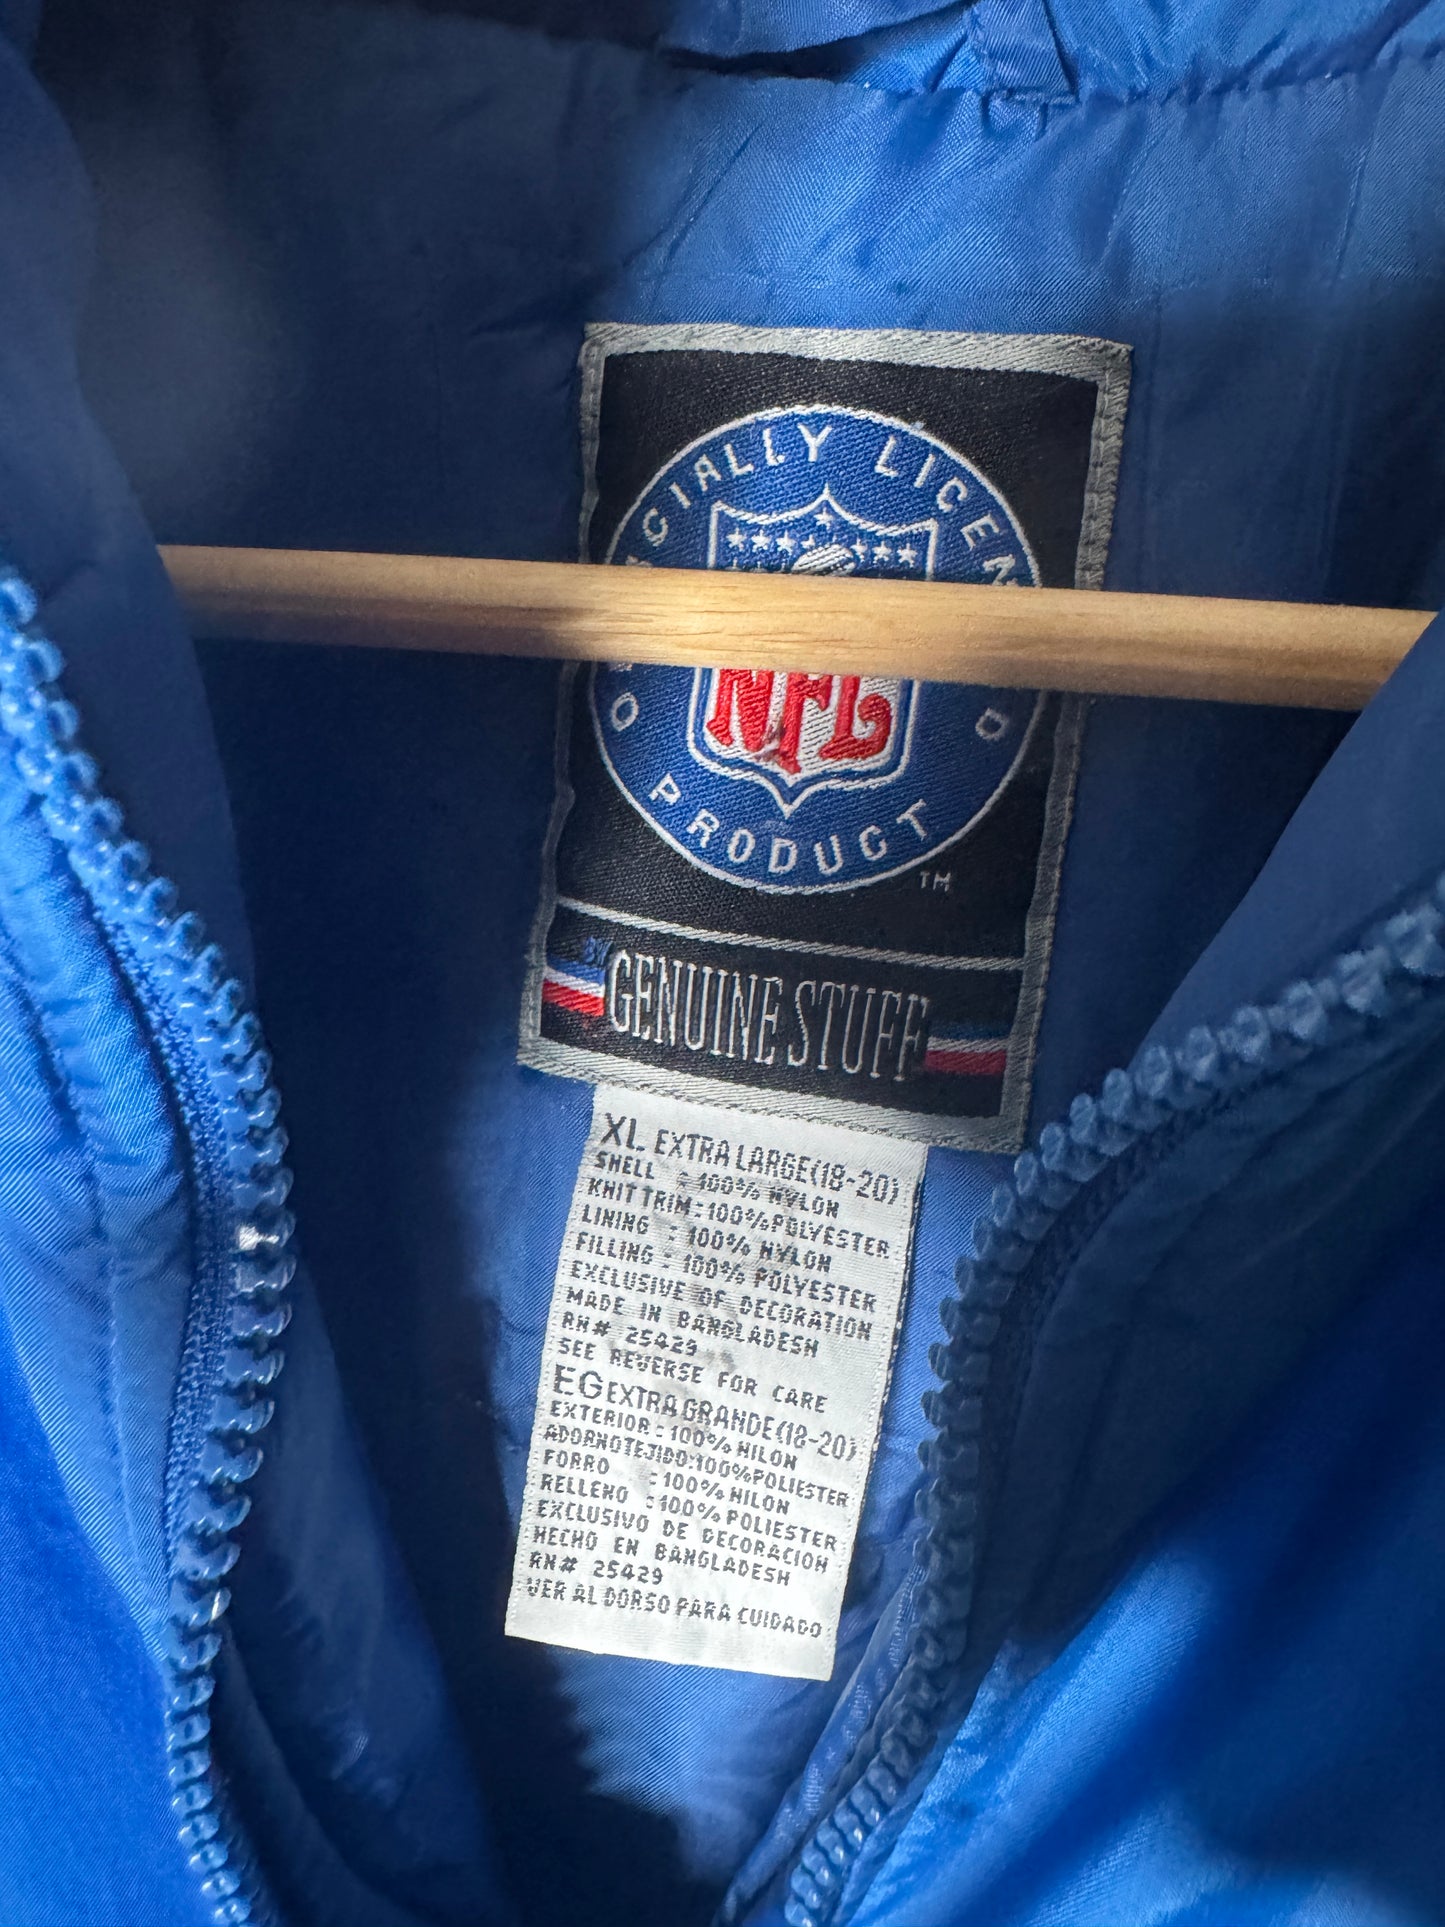 CIALLY LICEN
D
PRODUCT
TM
NFL
GENUINE STUFF
XL EXTRA LARGE(18-20)
SHELL : 100% NYLON
KNIT TRIM:100%POLYESTER
LINING : 100% NYLON
FILLING : 100% POLYESTER
EXCLUSIVE OF DECORATION
MADE IN BANGLADESH
RN# 25429
SEE REVERSE FOR CARE
EG EXTRA GRANDE(18-20)
EXTERIOR :100% NILON
ADORNOTEJIDO:100%POLIESTER
FORRO :100% NILON
RELLENO :100% POLIESTER
EXCLUSIVO DE DECORACION
HECHO EN BANGLADESH
RN# 25429
VER AL DORSO PARA CUIDADO